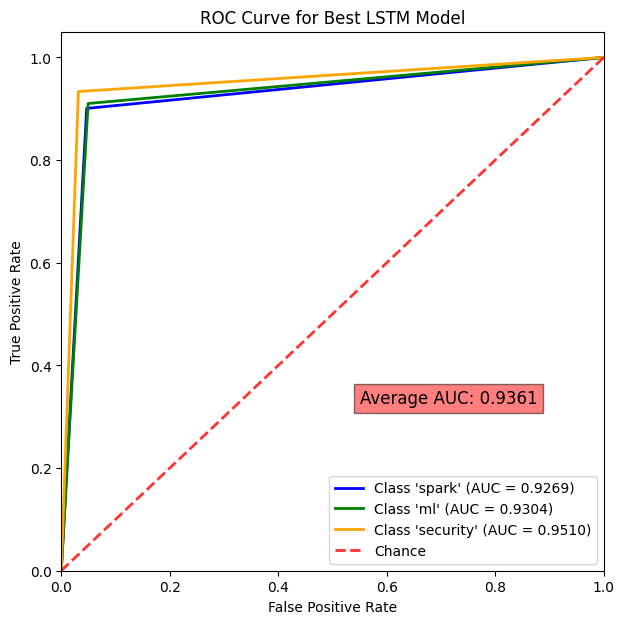 ROC Curve for Best LSTM Model
True Positive Rate
1.0
0.8
0.6
0.4
0.2
0.0
Average AUC: 0.9361
Class 'spark' (AUC = 0.9269)
Class 'ml' (AUC = 0.9304)
Class 'security' (AUC = 0.9510)
Chance
0.0 0.2 0.4 0.6 0.8 1.0
False Positive Rate